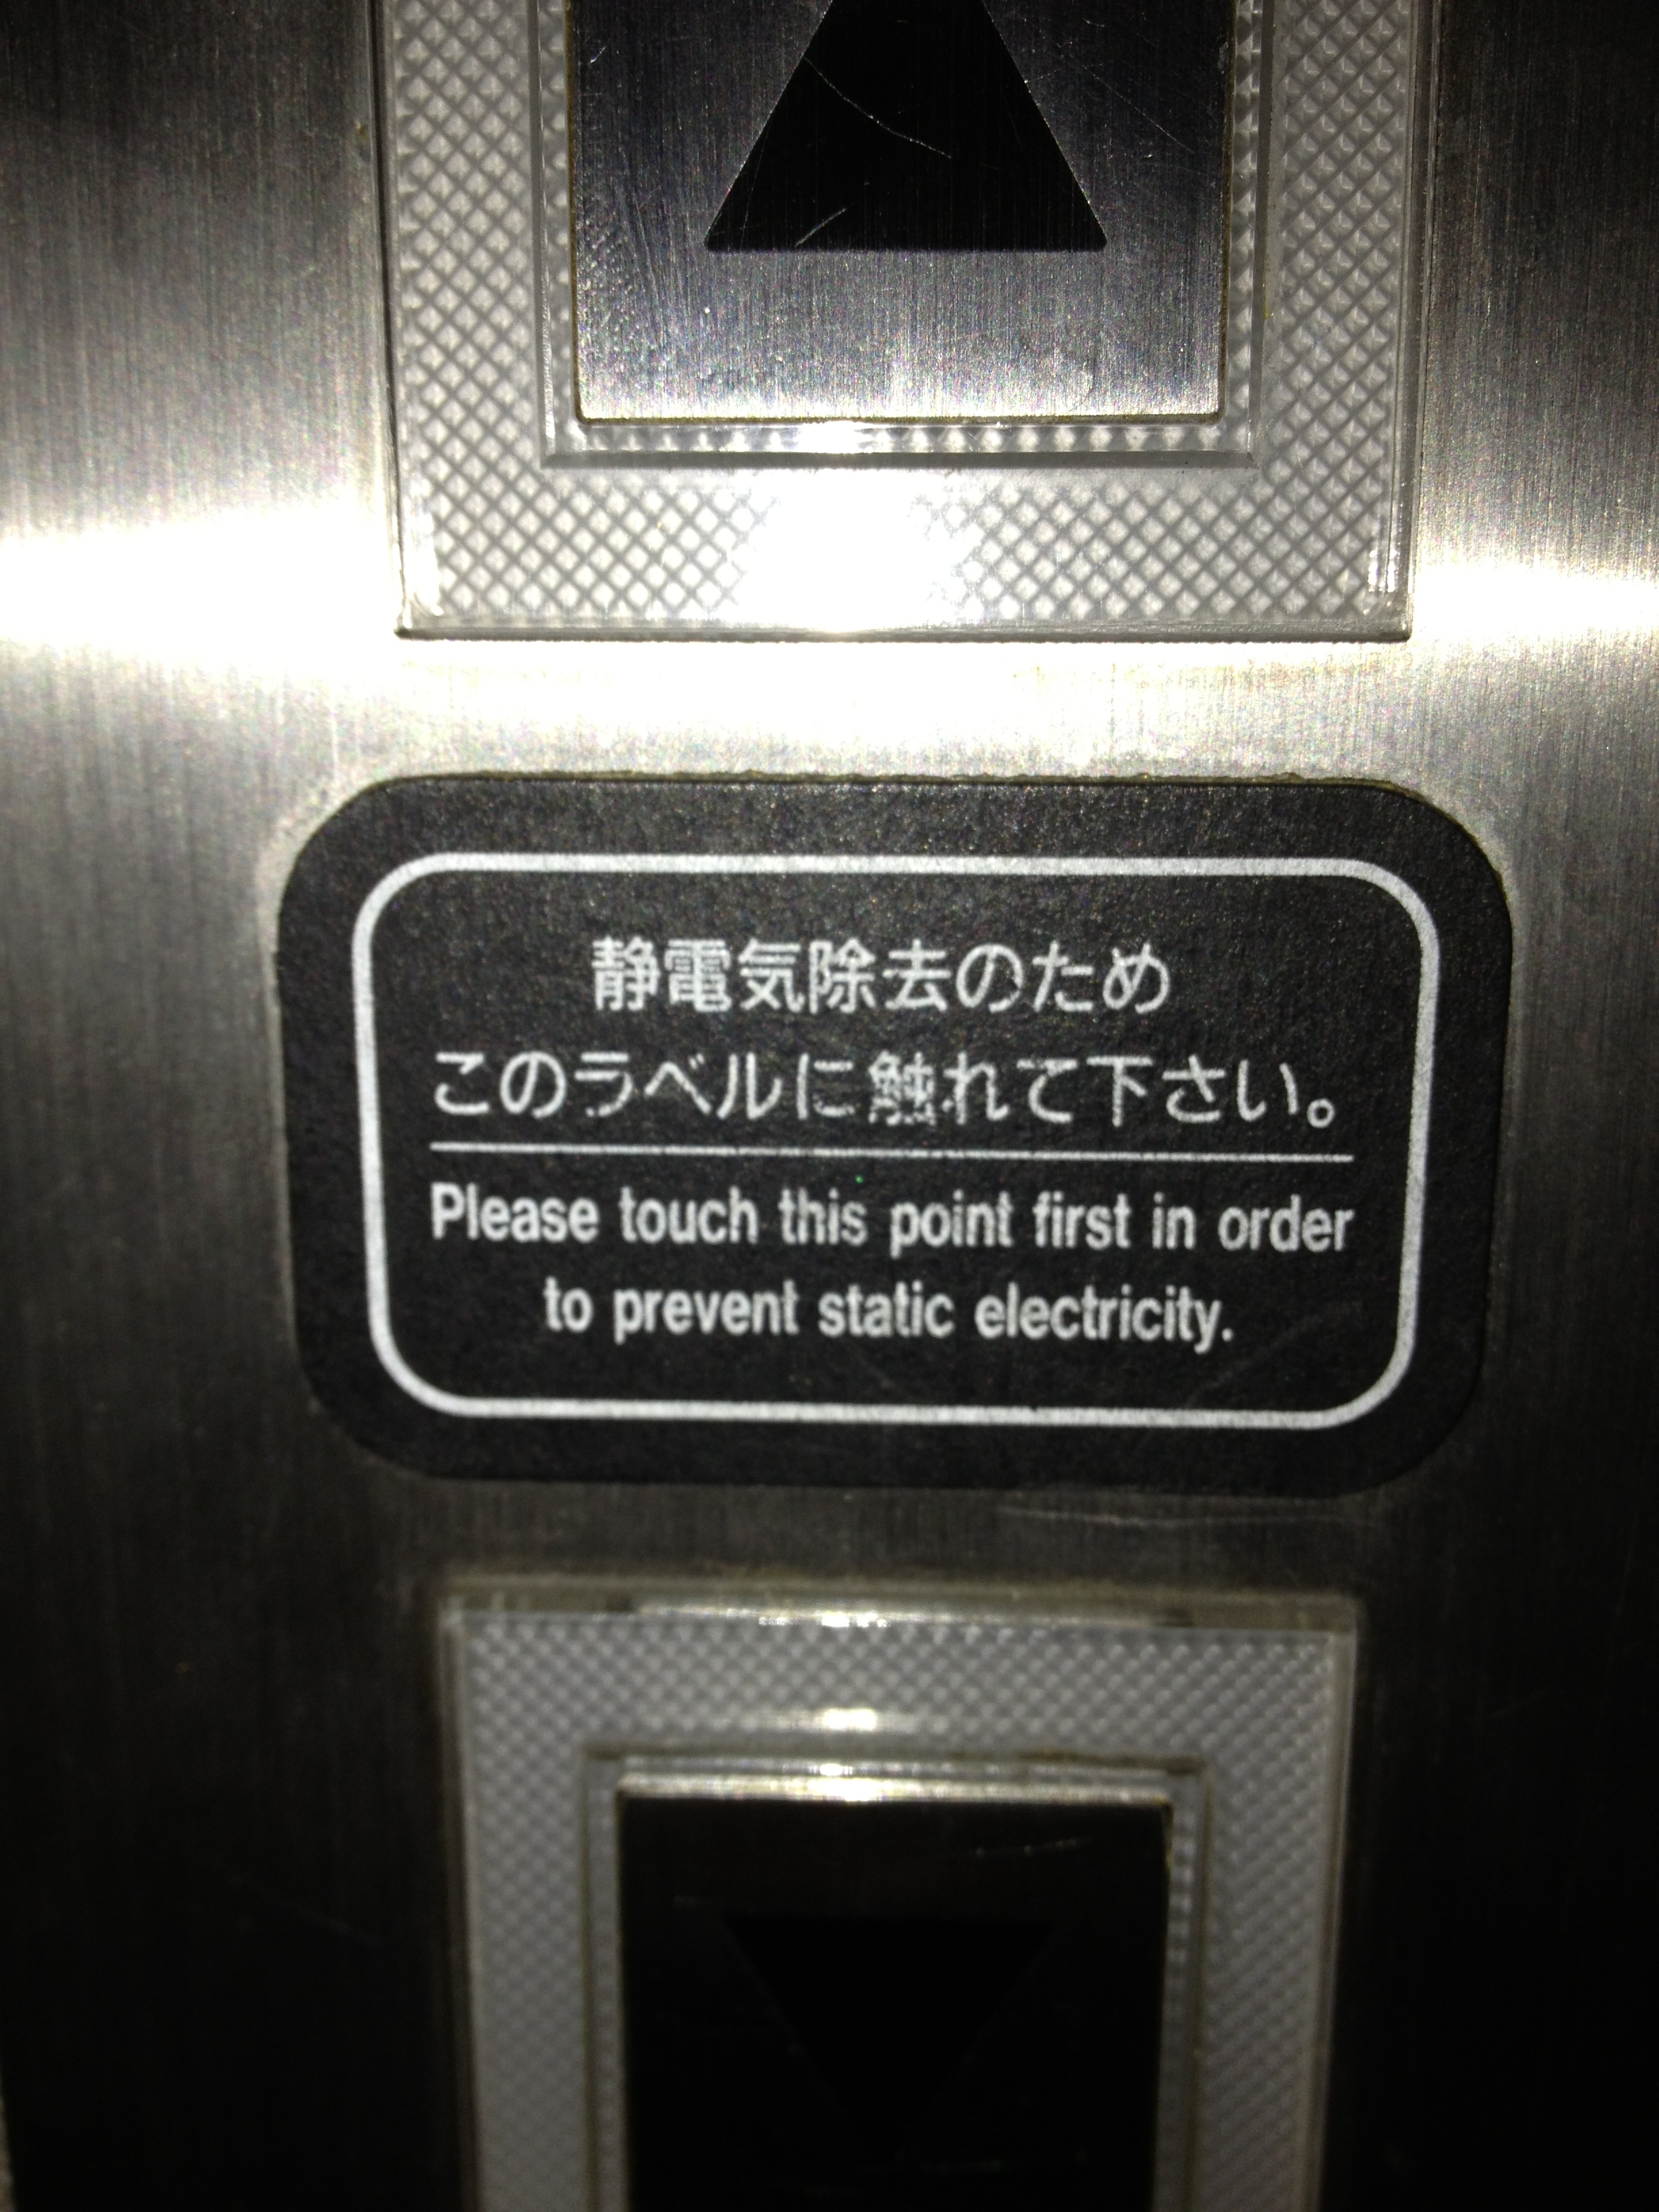 静電気除去のため
このラベルに触れて下さい。
Please touch this point first in order
to prevent static electricity.